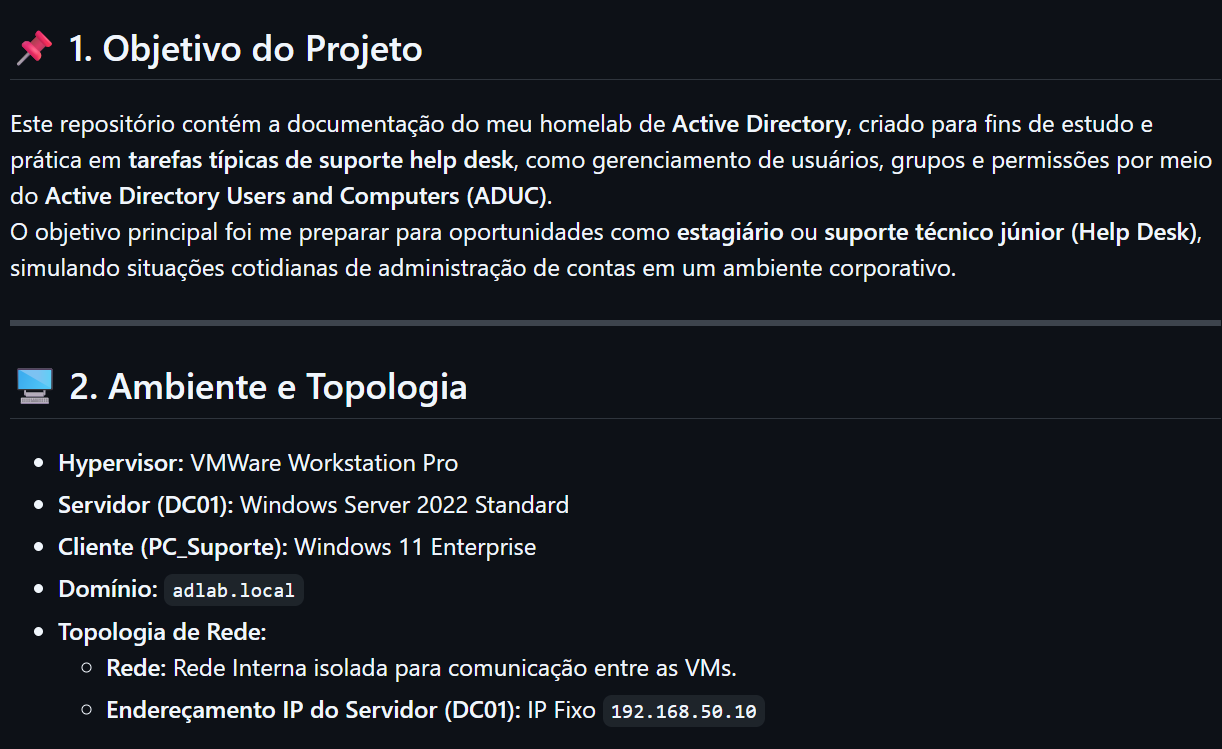 1. Objetivo do Projeto
Este repositório contém a documentação do meu homelab de Active Directory, criado para fins de estudo e
prática em tarefas típicas de suporte help desk, como gerenciamento de usuários, grupos e permissões por meio
do Active Directory Users and Computers (ADUC).
O objetivo principal foi me preparar para oportunidades como estagiário ou suporte técnico júnior (Help Desk),
simulando situações cotidianas de administração de contas em um ambiente corporativo.
2. Ambiente e Topologia
Hypervisor: VMWare Workstation Pro
Servidor (DC01): Windows Server 2022 Standard
Cliente (PC_Suporte): Windows 11 Enterprise
Domínio: adlab.local
Topologia de Rede:
Rede: Rede Interna isolada para comunicação entre as VMs.
Endereçamento IP do Servidor (DC01): IP Fixo 192.168.50.10